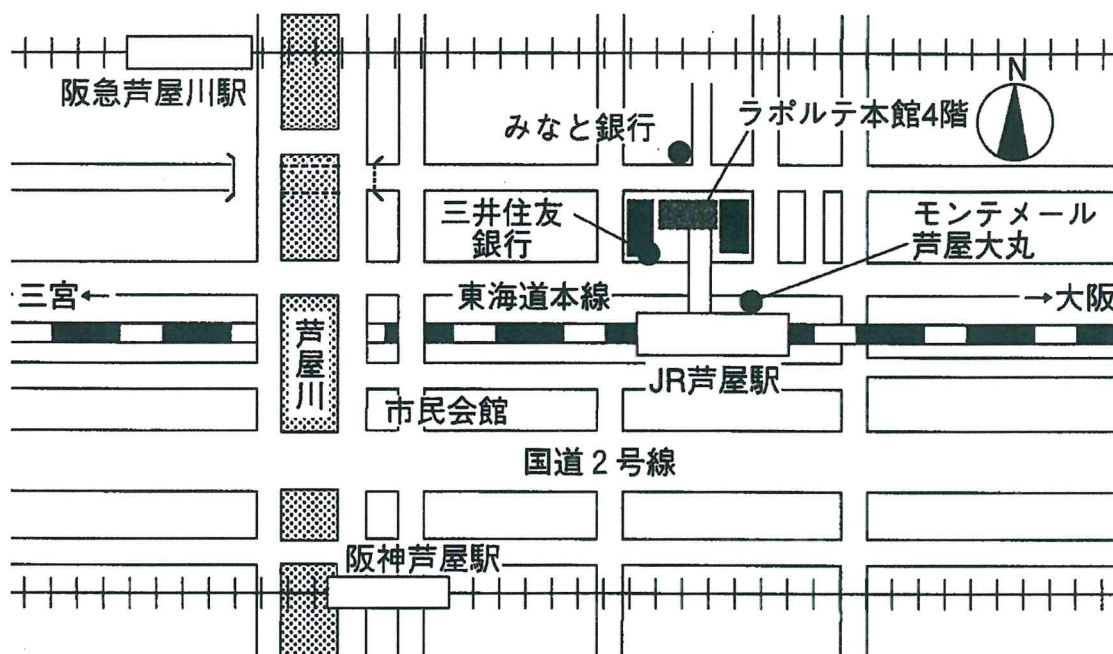 阪急芦屋川駅
N
ラポルテ本館4階
みなと銀行
三井住友
銀行
モンテメール
芦屋大丸
三宮←
東海道本線
→大阪
芦屋川
JR芦屋駅
市民会館
国道2号線
阪神芦屋駅